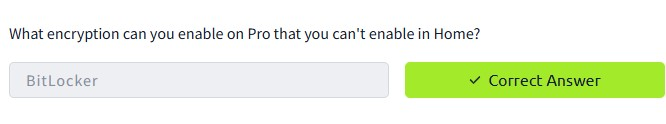 What encryption can you enable on Pro that you can't enable in Home?
BitLocker
✓ Correct Answer